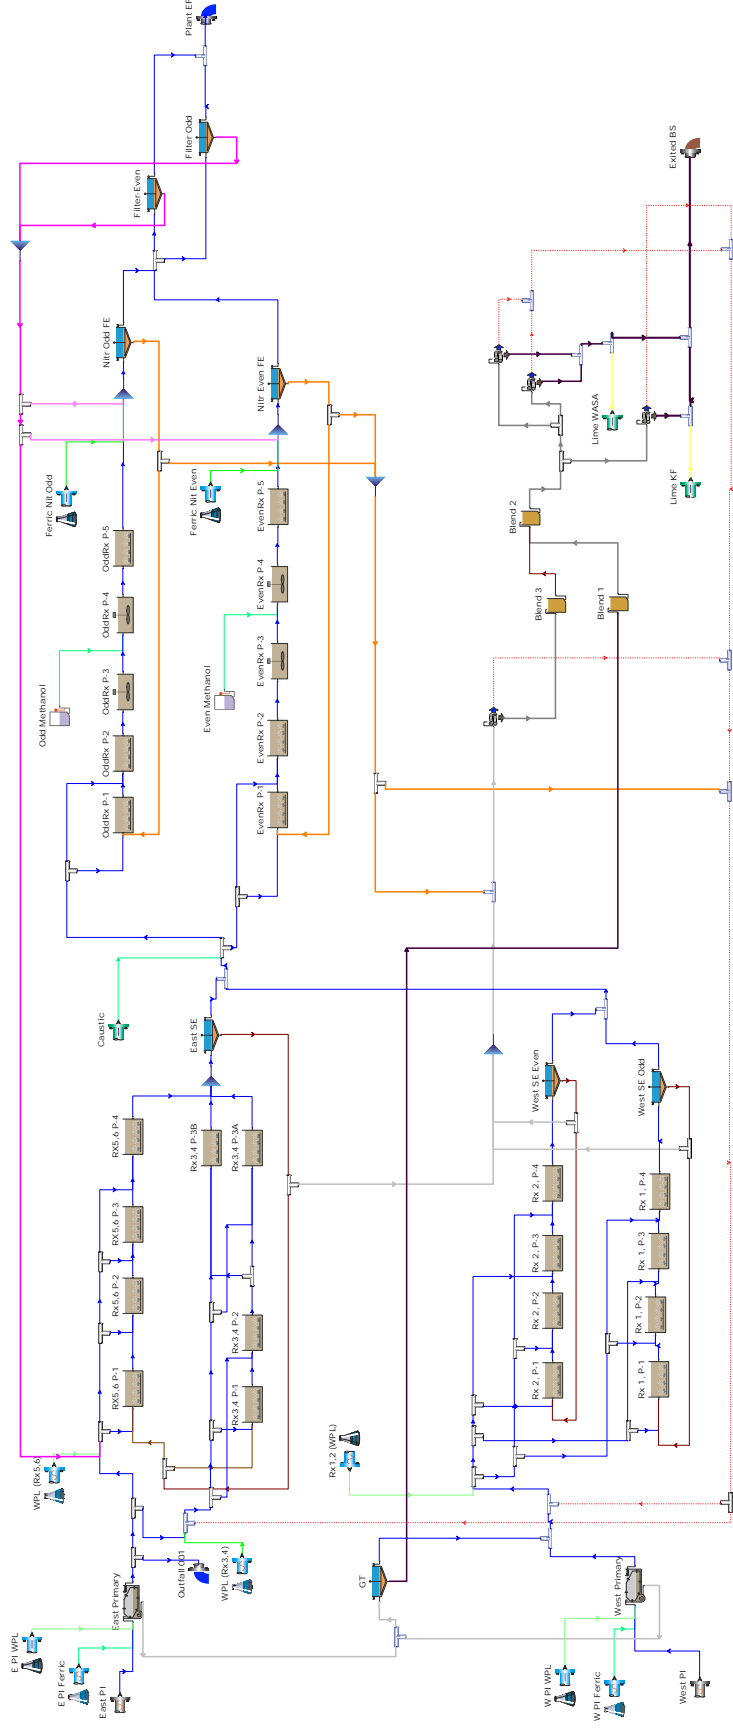 Plant EF
Filter Odd
Filter-Even
Exited BS
Nitr Odd FE
Nitr Even FE
Lime WASA
Lime KF
Ferric Nit Odd
Ferric Nit Even
Blend 2
OddRx P-5
OddRx P-4
OddRx P-3
OddRx P-2
OddRx P-1
EvenRx P-5
EvenRx P-4
EvenRx P-3
EvenRx P-2
EvenRx P-1
Blend 3
Blend 1
Odd Methanol
Even Methanol
Caustic
East SE
West SE Even
West SE Odd
RX5,6 P-4
RX5,6 P-3
RX5,6 P-2
RX5,6 P-1
Rx3,4 P-3B
Rx3,4 P-3A
Rx3,4 P-2
Rx3,4 P-1
Rx 2, P-4
Rx 2, P-3
Rx 2, P-2
Rx 2, P-1
Rx 1, P-4
Rx 1, P-3
Rx 1, P-2
Rx 1, P-1
WPL (Rx5,6)
Rx1,2 (WPL)
Outfall 001
WPL (Rx3,4)
GT
East Primary
West Primary
E PI WPL
E PI Ferric
East PI
W PI WPL
W PI Ferric
West PI